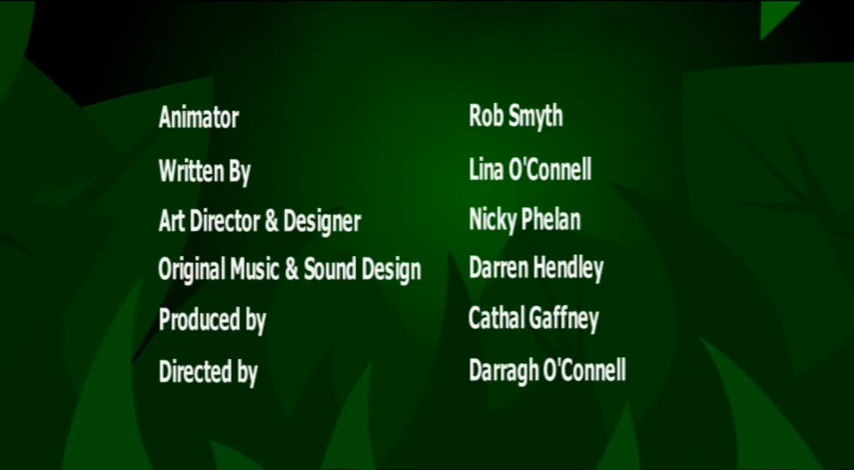 Animator Rob Smyth
Written By Lina O'Connell
Art Director & Designer Nicky Phelan
Original Music & Sound Design Darren Hendley
Produced by Cathal Gaffney
Directed by Darragh O'Connell